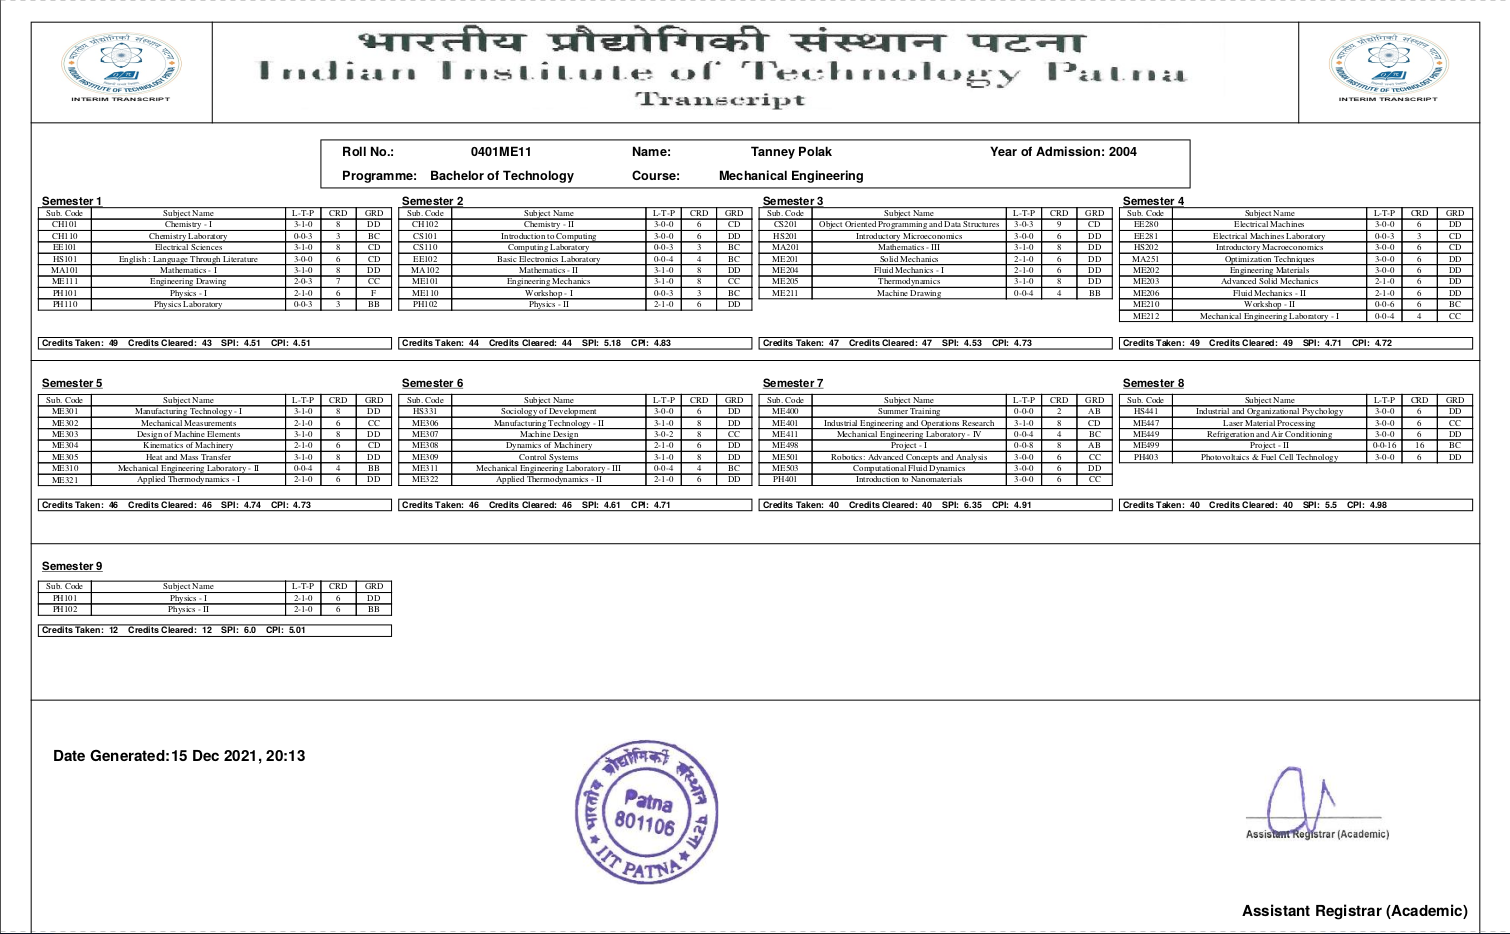 भारतीय प्रौद्योगिकी संस्थान पटना
Indian Institute of Technology Patna
Transcript
INTERIM TRANSCRIPT
INTERIM TRANSCRIPT
Roll No.: 0401ME11 Name: Tanney Polak Year of Admission: 2004
Programme: Bachelor of Technology Course: Mechanical Engineering
Semester 1
Sub. Code Subject Name L-T-P CRD GRD
CH101 Chemistry - I 3-1-0 8 DD
CH110 Chemistry Laboratory 0-0-3 3 BC
EE101 Electrical Sciences 3-1-0 8 CD
HS101 English : Language Through Literature 3-0-0 6 CD
MA101 Mathematics - I 3-1-0 8 DD
ME111 Engineering Drawing 2-0-3 7 CC
PH101 Physics - I 2-1-0 6 F
PH110 Physics Laboratory 0-0-3 3 BB
Credits Taken: 49 Credits Cleared: 43 SPI: 4.51 CPI: 4.51
Semester 2
Sub. Code Subject Name L-T-P CRD GRD
CH102 Chemistry - II 3-0-0 6 CD
CS101 Introduction to Computing 3-0-0 6 DD
CS110 Computing Laboratory 0-0-3 3 BC
EE102 Basic Electronics Laboratory 0-0-4 4 BC
MA102 Mathematics - II 3-1-0 8 DD
ME101 Engineering Mechanics 3-1-0 8 CC
ME110 Workshop - I 0-0-3 3 BC
PH102 Physics - II 2-1-0 6 DD
Credits Taken: 44 Credits Cleared: 44 SPI: 5.18 CPI: 4.83
Semester 3
Sub. Code Subject Name L-T-P CRD GRD
CS201 Object Oriented Programming and Data Structures 3-0-3 9 CD
HS201 Introductory Microeconomics 3-0-0 6 DD
MA201 Mathematics - III 3-1-0 8 DD
ME201 Solid Mechanics 2-1-0 6 DD
ME204 Fluid Mechanics - I 2-1-0 6 DD
ME205 Thermodynamics 3-1-0 8 DD
ME211 Machine Drawing 0-0-4 4 BB
Credits Taken: 47 Credits Cleared: 47 SPI: 4.53 CPI: 4.73
Semester 4
Sub. Code Subject Name L-T-P CRD GRD
EE280 Electrical Machines 3-0-0 6 DD
EE281 Electrical Machines Laboratory 0-0-3 3 CD
HS202 Introductory Macroeconomics 3-0-0 6 CD
MA251 Optimization Techniques 3-0-0 6 CD
ME202 Engineering Materials 3-0-0 6 DD
ME203 Advanced Solid Mechanics 2-1-0 6 DD
ME206 Fluid Mechanics - II 2-1-0 6 DD
ME210 Workshop - II 0-0-6 6 BC
ME212 Mechanical Engineering Laboratory - I 0-0-4 4 CC
Credits Taken: 49 Credits Cleared: 49 SPI: 4.71 CPI: 4.72
Semester 5
Sub. Code Subject Name L-T-P CRD GRD
ME301 Manufacturing Technology - I 3-1-0 8 DD
ME302 Mechanical Measurements 2-1-0 6 CC
ME303 Design of Machine Elements 3-1-0 8 DD
ME304 Kinematics of Machinery 2-1-0 6 CD
ME305 Heat and Mass Transfer 3-1-0 8 DD
ME310 Mechanical Engineering Laboratory - II 0-0-4 4 BB
ME321 Applied Thermodynamics - I 2-1-0 6 DD
Credits Taken: 46 Credits Cleared: 46 SPI: 4.74 CPI: 4.73
Semester 6
Sub. Code Subject Name L-T-P CRD GRD
HS331 Sociology of Development 3-0-0 6 DD
ME306 Manufacturing Technology - II 3-1-0 8 DD
ME307 Machine Design 3-0-2 8 CC
ME308 Dynamics of Machinery 2-1-0 6 DD
ME309 Control Systems 3-1-0 8 DD
ME311 Mechanical Engineering Laboratory - III 0-0-4 4 BC
ME322 Applied Thermodynamics - II 2-1-0 6 DD
Credits Taken: 46 Credits Cleared: 46 SPI: 4.61 CPI: 4.71
Semester 7
Sub. Code Subject Name L-T-P CRD GRD
ME400 Summer Training 0-0-0 2 AB
ME401 Industrial Engineering and Operations Research 3-1-0 8 CD
ME411 Mechanical Engineering Laboratory - IV 0-0-4 4 BC
ME498 Project - I 0-0-8 8 AB
ME501 Robotics: Advanced Concepts and Analysis 3-0-0 6 CC
ME503 Computational Fluid Dynamics 3-0-0 6 DD
PH401 Introduction to Nanomaterials 3-0-0 6 CC
Credits Taken: 40 Credits Cleared: 40 SPI: 6.35 CPI: 4.91
Semester 8
Sub. Code Subject Name L-T-P CRD GRD
HS441 Industrial and Organizational Psychology 3-0-0 6 DD
ME447 Laser Material Processing 3-0-0 6 CC
ME449 Refrigeration and Air Conditioning 3-0-0 6 DD
ME499 Project - II 0-0-16 16 BC
PH403 Photovoltaics & Fuel Cell Technology 3-0-0 6 DD
Credits Taken: 40 Credits Cleared: 40 SPI: 5.5 CPI: 4.98
Semester 9
Sub. Code Subject Name L-T-P CRD GRD
PH101 Physics - I 2-1-0 6 DD
PH102 Physics - II 2-1-0 6 BB
Credits Taken: 12 Credits Cleared: 12 SPI: 6.0 CPI: 5.01
Date Generated: 15 Dec 2021, 20:13
भारतीय प्रौद्योगिकी संस्थान पटना
Patna
801106
IIT PATNA
Assistant Registrar (Academic)
Assistant Registrar (Academic)